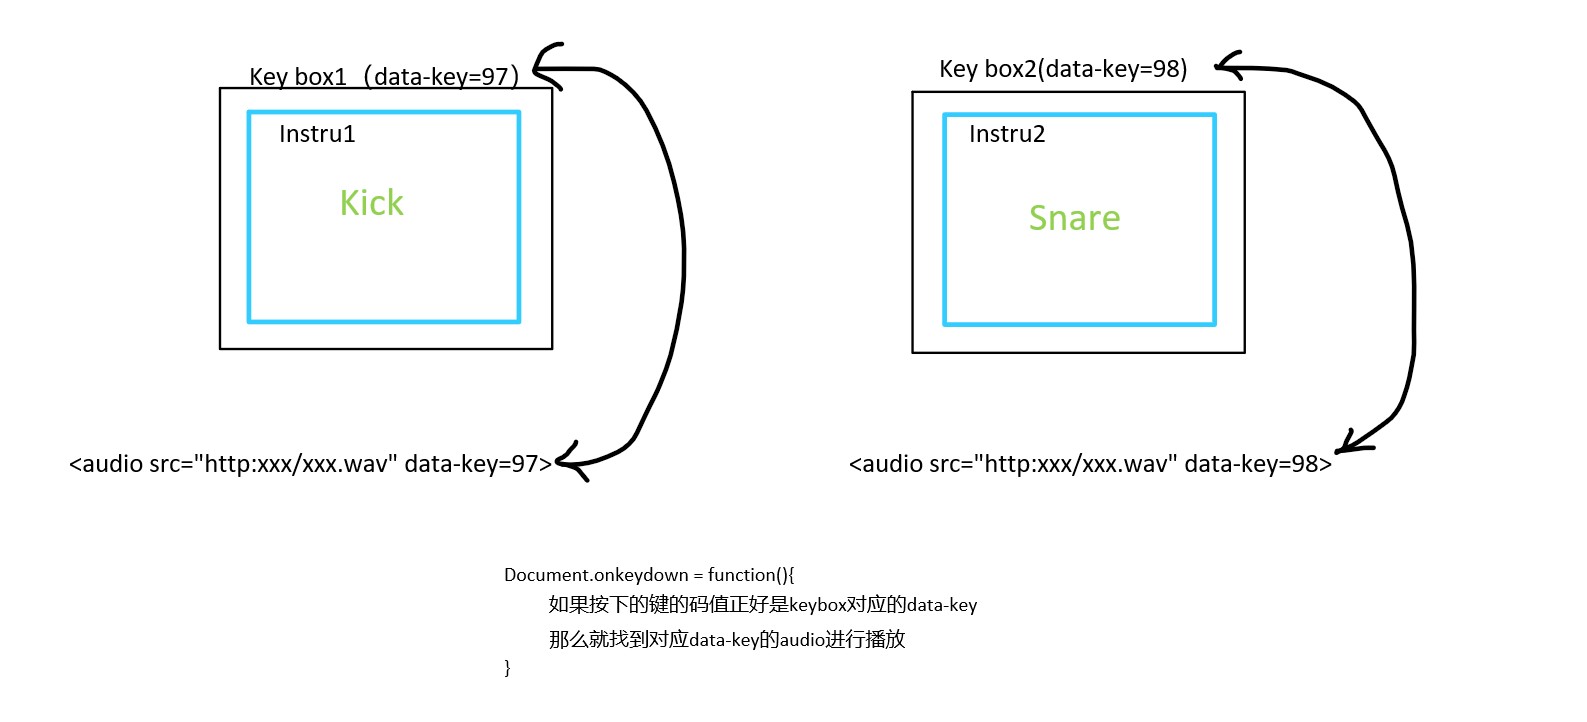 Key box1（data-key=97）
Instru1
Kick
<audio src="http:xxx/xxx.wav" data-key=97>
Key box2(data-key=98)
Instru2
Snare
<audio src="http:xxx/xxx.wav" data-key=98>
Document.onkeydown = function(){
如果按下的键的码值正好是keybox对应的data-key
那么就找到对应data-key的audio进行播放
}